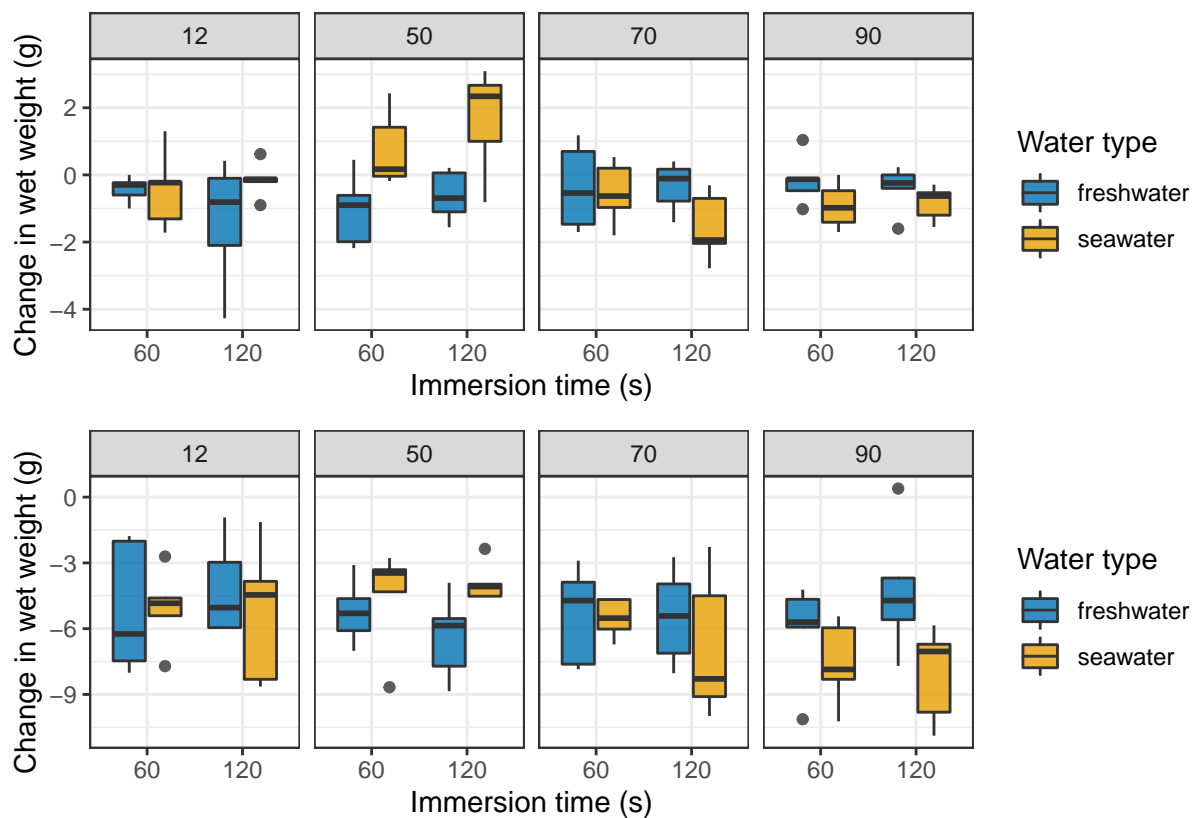 12 50 70 90
Change in wet weight (g)
2
0
−2
−4
60 120 60 120 60 120 60 120
Immersion time (s)
Water type
freshwater
seawater
12 50 70 90
Change in wet weight (g)
0
−3
−6
−9
60 120 60 120 60 120 60 120
Immersion time (s)
Water type
freshwater
seawater